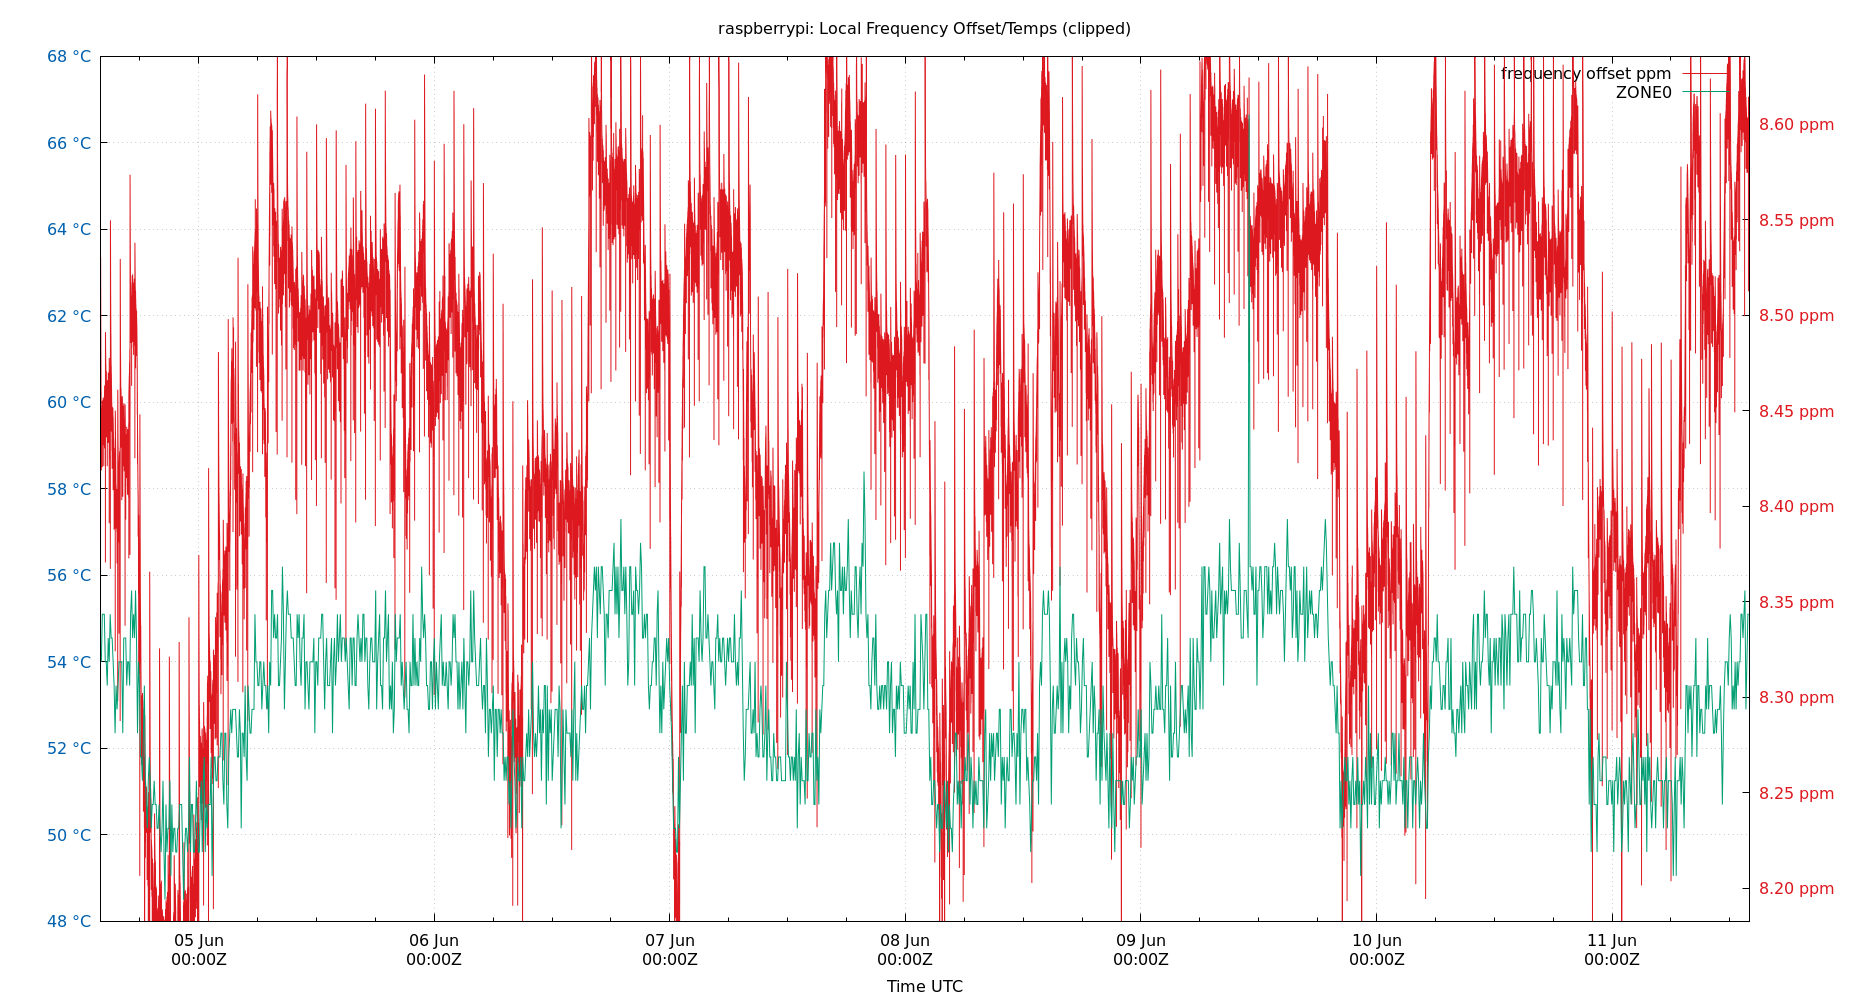 raspberrypi: Local Frequency Offset/Temps (clipped)
68 °C
66 °C
64 °C
62 °C
60 °C
58 °C
56 °C
54 °C
52 °C
50 °C
48 °C
frequency offset ppm
ZONE0
8.60 ppm
8.55 ppm
8.50 ppm
8.45 ppm
8.40 ppm
8.35 ppm
8.30 ppm
8.25 ppm
8.20 ppm
05 Jun
00:00Z
06 Jun
00:00Z
07 Jun
00:00Z
08 Jun
00:00Z
09 Jun
00:00Z
10 Jun
00:00Z
11 Jun
00:00Z
Time UTC